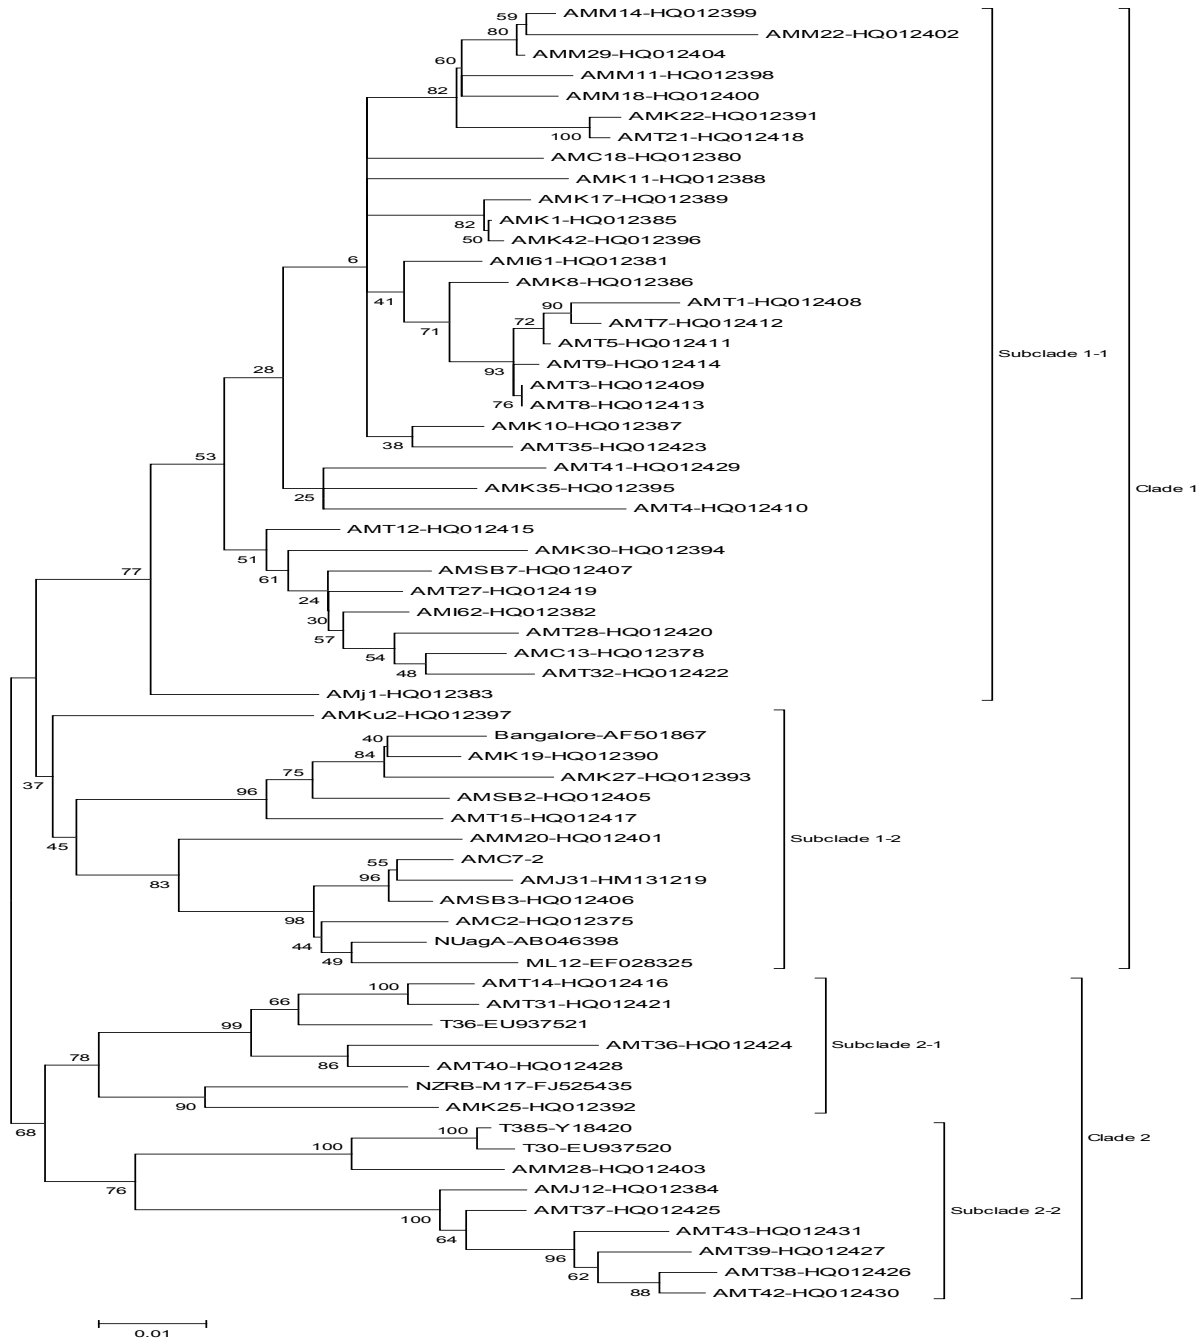 59
AMM14-HQ012399
80
AMM22-HQ012402
AMM29-HQ012404
60
AMM11-HQ012398
82
AMM18-HQ012400
AMK22-HQ012391
100
AMT21-HQ012418
AMC18-HQ012380
AMK11-HQ012388
AMK17-HQ012389
82
AMK1-HQ012385
50
AMK42-HQ012396
6
AMI61-HQ012381
41
AMK8-HQ012386
90
AMT1-HQ012408
72
AMT7-HQ012412
71
AMT5-HQ012411
Subclade 1-1
93
AMT9-HQ012414
AMT3-HQ012409
76
AMT8-HQ012413
28
AMK10-HQ012387
38
AMT35-HQ012423
53
AMT41-HQ012429
25
AMK35-HQ012395
Clade 1
AMT4-HQ012410
AMT12-HQ012415
51
AMK30-HQ012394
77
61
AMSB7-HQ012407
24
AMT27-HQ012419
30
AMI62-HQ012382
57
AMT28-HQ012420
54
AMC13-HQ012378
48
AMT32-HQ012422
AMj1-HQ012383
AMKu2-HQ012397
40
Bangalore-AF501867
84
AMK19-HQ012390
75
AMK27-HQ012393
37
96
AMSB2-HQ012405
AMT15-HQ012417
45
AMM20-HQ012401
Subclade 1-2
55
AMC7-2
83
96
AMJ31-HM131219
AMSB3-HQ012406
98
AMC2-HQ012375
44
NUagA-AB046398
49
ML12-EF028325
100
AMT14-HQ012416
66
AMT31-HQ012421
99
T36-EU937521
AMT36-HQ012424
Subclade 2-1
78
86
AMT40-HQ012428
NZRB-M17-FJ525435
90
AMK25-HQ012392
68
100
T385-Y18420
Clade 2
100
T30-EU937520
AMM28-HQ012403
76
AMJ12-HQ012384
100
AMT37-HQ012425
Subclade 2-2
64
AMT43-HQ012431
96
AMT39-HQ012427
62
AMT38-HQ012426
88
AMT42-HQ012430
0.01